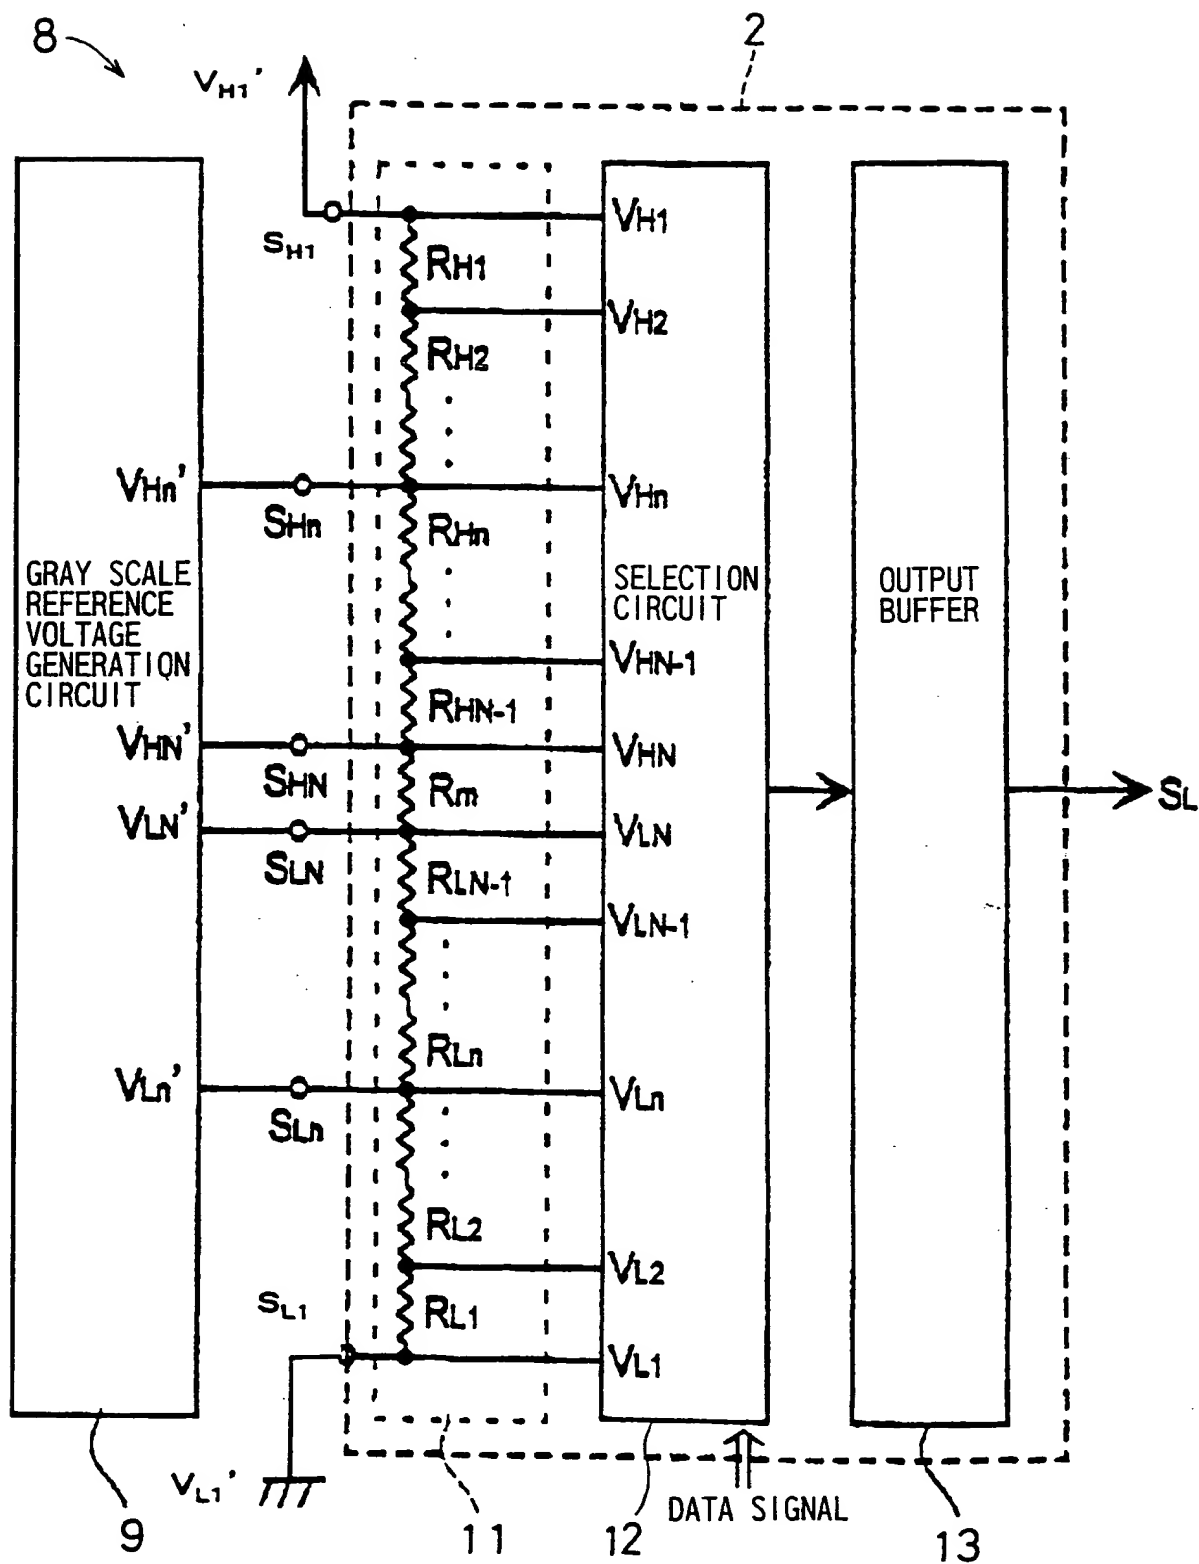 8
2
VH1'
SH1
VH1
RH1
VH2
RH2
VHn'
SHn
VHn
RHn
GRAY SCALE
REFERENCE
VOLTAGE
GENERATION
CIRCUIT
SELECTION
CIRCUIT
OUTPUT
BUFFER
VHN-1
RHN-1
VHN'
SHN
VHN
Rm
SL
VLN'
SLN
VLN
RLN-1
VLN-1
RLn
VLn'
SLn
VLn
RL2
VL2
SL1
RL1
VL1
VL1'
DATA SIGNAL
9
11
12
13